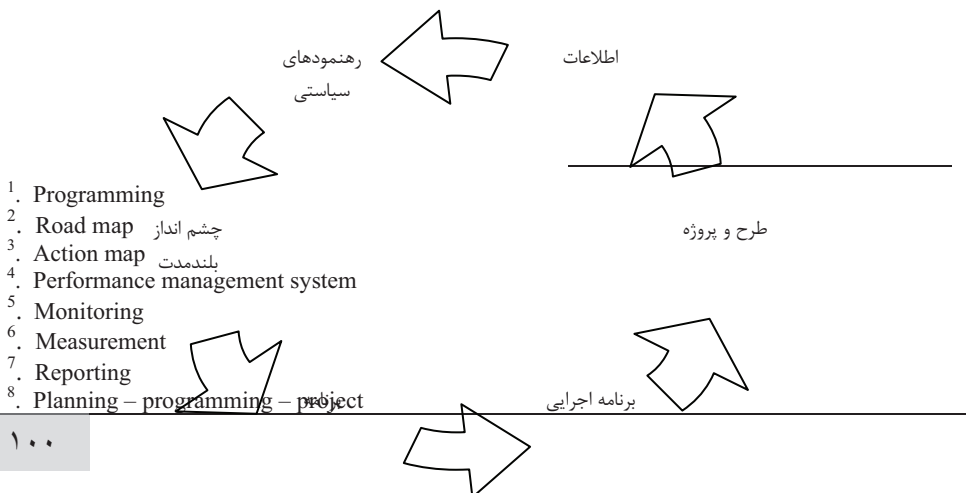 اطلاعات
رهنمودهای
سیاستی
چشم انداز
بلندمدت
طرح و پروژه
برنامه
برنامه اجرایی
1. Programming
2. Road map
3. Action map
4. Performance management system
5. Monitoring
6. Measurement
7. Reporting
8. Planning – programming – project
۱۰۰